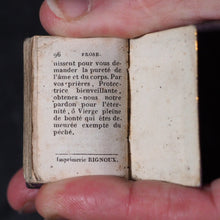 96 PROSE.
nissent pour vous de-
mander la pureté de
l'âme et du corps. Par
vos prières, Protec-
trice bienveillante,
obtenez-nous notre
pardon pour l'éter-
nité, ô Vierge pleine
de bonté qui êtes de-
meurée exempte du
péché.
Imprimerie RIGNOUX.